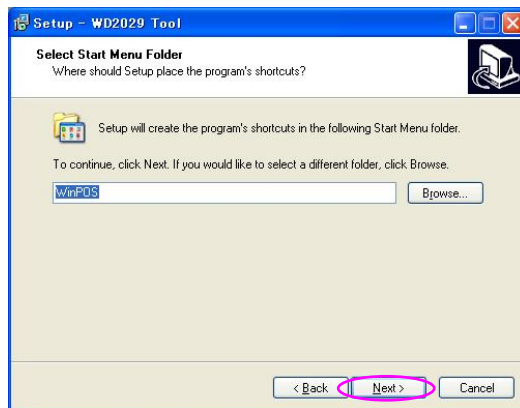 Setup - WD2029 Tool
Select Start Menu Folder
Where should Setup place the program's shortcuts?
Setup will create the program's shortcuts in the following Start Menu folder.
To continue, click Next. If you would like to select a different folder, click Browse.
WinPOS
Browse...
< Back
Next >
Cancel